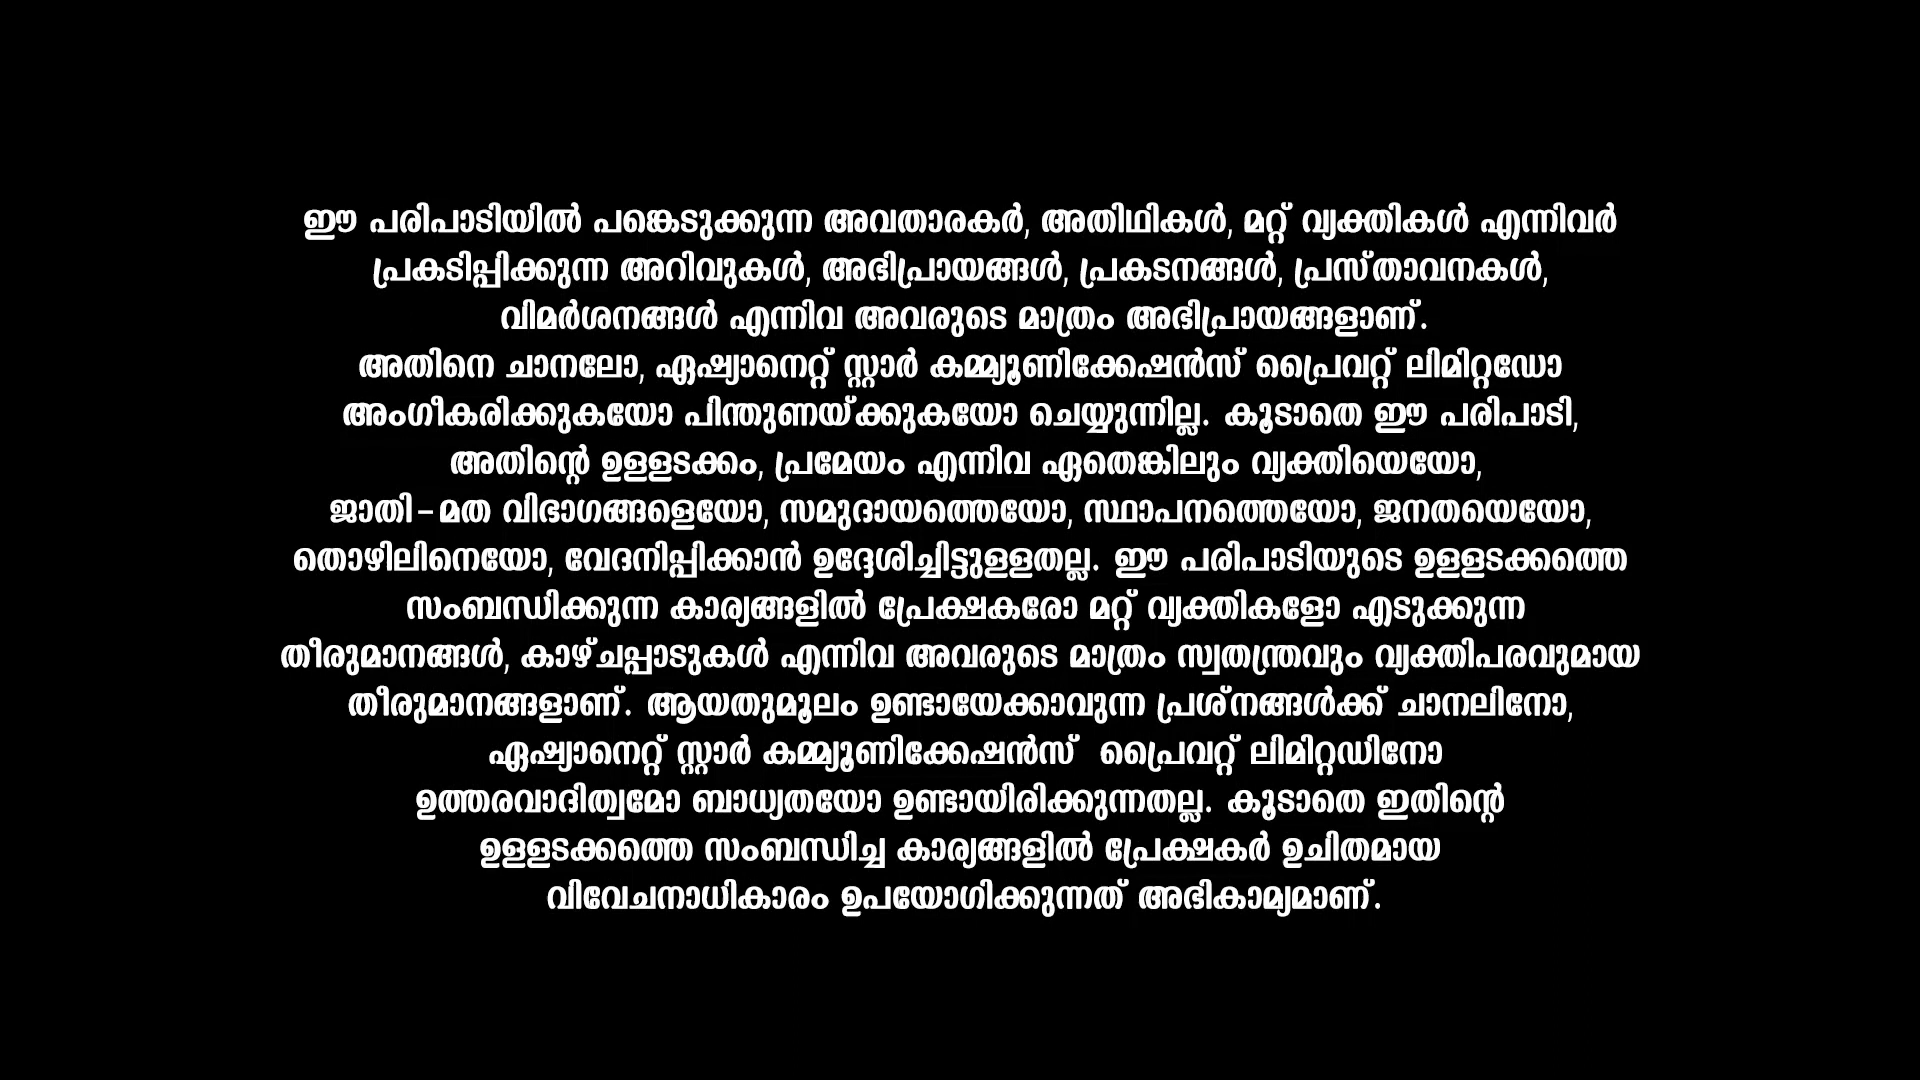 ഈ പരിപാടിയിൽ പങ്കെടുക്കുന്ന അവതാരകർ, അതിഥികൾ, മറ്റ് വ്യക്തികൾ എന്നിവർ
പ്രകടിപ്പിക്കുന്ന അറിവുകൾ, അഭിപ്രായങ്ങൾ, പ്രകടനങ്ങൾ, പ്രസ്താവനകൾ,
വിമർശനങ്ങൾ എന്നിവ അവരുടെ മാത്രം അഭിപ്രായങ്ങളാണ്.
അതിനെ ചാനലോ, ഏഷ്യാനെറ്റ് സ്റ്റാർ കമ്മ്യൂണിക്കേഷൻസ് പ്രൈവറ്റ് ലിമിറ്റഡോ
അംഗീകരിക്കുകയോ പിന്തുണയ്ക്കുകയോ ചെയ്യുന്നില്ല. കൂടാതെ ഈ പരിപാടി,
അതിന്റെ ഉള്ളടക്കം, പ്രമേയം എന്നിവ ഏതെങ്കിലും വ്യക്തിയെയോ,
ജാതി-മത വിഭാഗങ്ങളെയോ, സമുദായത്തെയോ, സ്ഥാപനത്തെയോ, ജനതയെയോ,
തൊഴിലിനെയോ, വേദനിപ്പിക്കാൻ ഉദ്ദേശിച്ചിട്ടുള്ളതല്ല. ഈ പരിപാടിയുടെ ഉള്ളടക്കത്തെ
സംബന്ധിക്കുന്ന കാര്യങ്ങളിൽ പ്രേക്ഷകരോ മറ്റ് വ്യക്തികളോ എടുക്കുന്ന
തീരുമാനങ്ങൾ, കാഴ്ചപ്പാടുകൾ എന്നിവ അവരുടെ മാത്രം സ്വതന്ത്രവും വ്യക്തിപരവുമായ
തീരുമാനങ്ങളാണ്. ആയതുമൂലം ഉണ്ടായേക്കാവുന്ന പ്രശ്നങ്ങൾക്ക് ചാനലിനോ,
ഏഷ്യാനെറ്റ് സ്റ്റാർ കമ്മ്യൂണിക്കേഷൻസ് പ്രൈവറ്റ് ലിമിറ്റഡിനോ
ഉത്തരവാദിത്വമോ ബാധ്യതയോ ഉണ്ടായിരിക്കുന്നതല്ല. കൂടാതെ ഇതിന്റെ
ഉള്ളടക്കത്തെ സംബന്ധിച്ച കാര്യങ്ങളിൽ പ്രേക്ഷകർ ഉചിതമായ
വിവേചനാധികാരം ഉപയോഗിക്കുന്നത് അഭികാമ്യമാണ്.